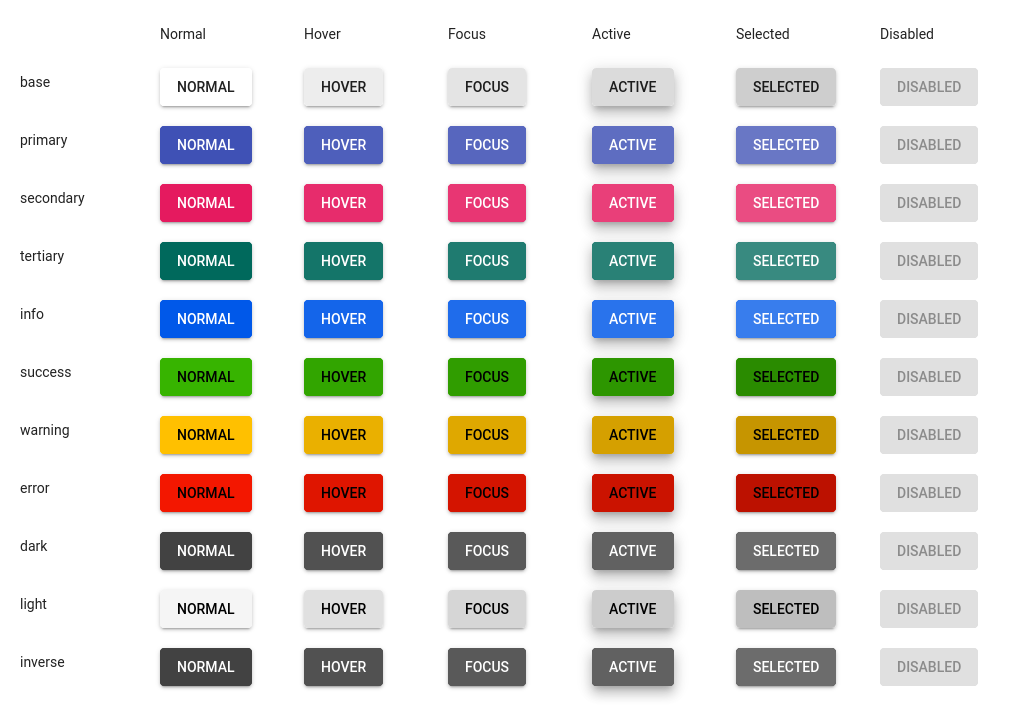 Normal Hover Focus Active Selected Disabled
base NORMAL HOVER FOCUS ACTIVE SELECTED DISABLED
primary NORMAL HOVER FOCUS ACTIVE SELECTED DISABLED
secondary NORMAL HOVER FOCUS ACTIVE SELECTED DISABLED
tertiary NORMAL HOVER FOCUS ACTIVE SELECTED DISABLED
info NORMAL HOVER FOCUS ACTIVE SELECTED DISABLED
success NORMAL HOVER FOCUS ACTIVE SELECTED DISABLED
warning NORMAL HOVER FOCUS ACTIVE SELECTED DISABLED
error NORMAL HOVER FOCUS ACTIVE SELECTED DISABLED
dark NORMAL HOVER FOCUS ACTIVE SELECTED DISABLED
light NORMAL HOVER FOCUS ACTIVE SELECTED DISABLED
inverse NORMAL HOVER FOCUS ACTIVE SELECTED DISABLED